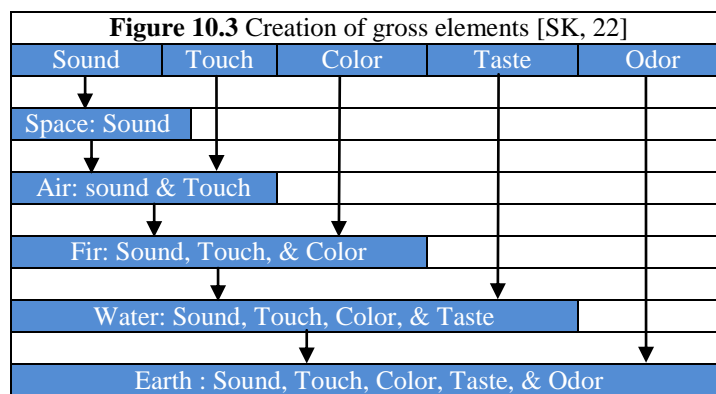 Figure 10.3 Creation of gross elements [SK, 22]
Sound Touch Color Taste Odor
Space: Sound
Air: sound & Touch
Fir: Sound, Touch, & Color
Water: Sound, Touch, Color, & Taste
Earth : Sound, Touch, Color, Taste, & Odor